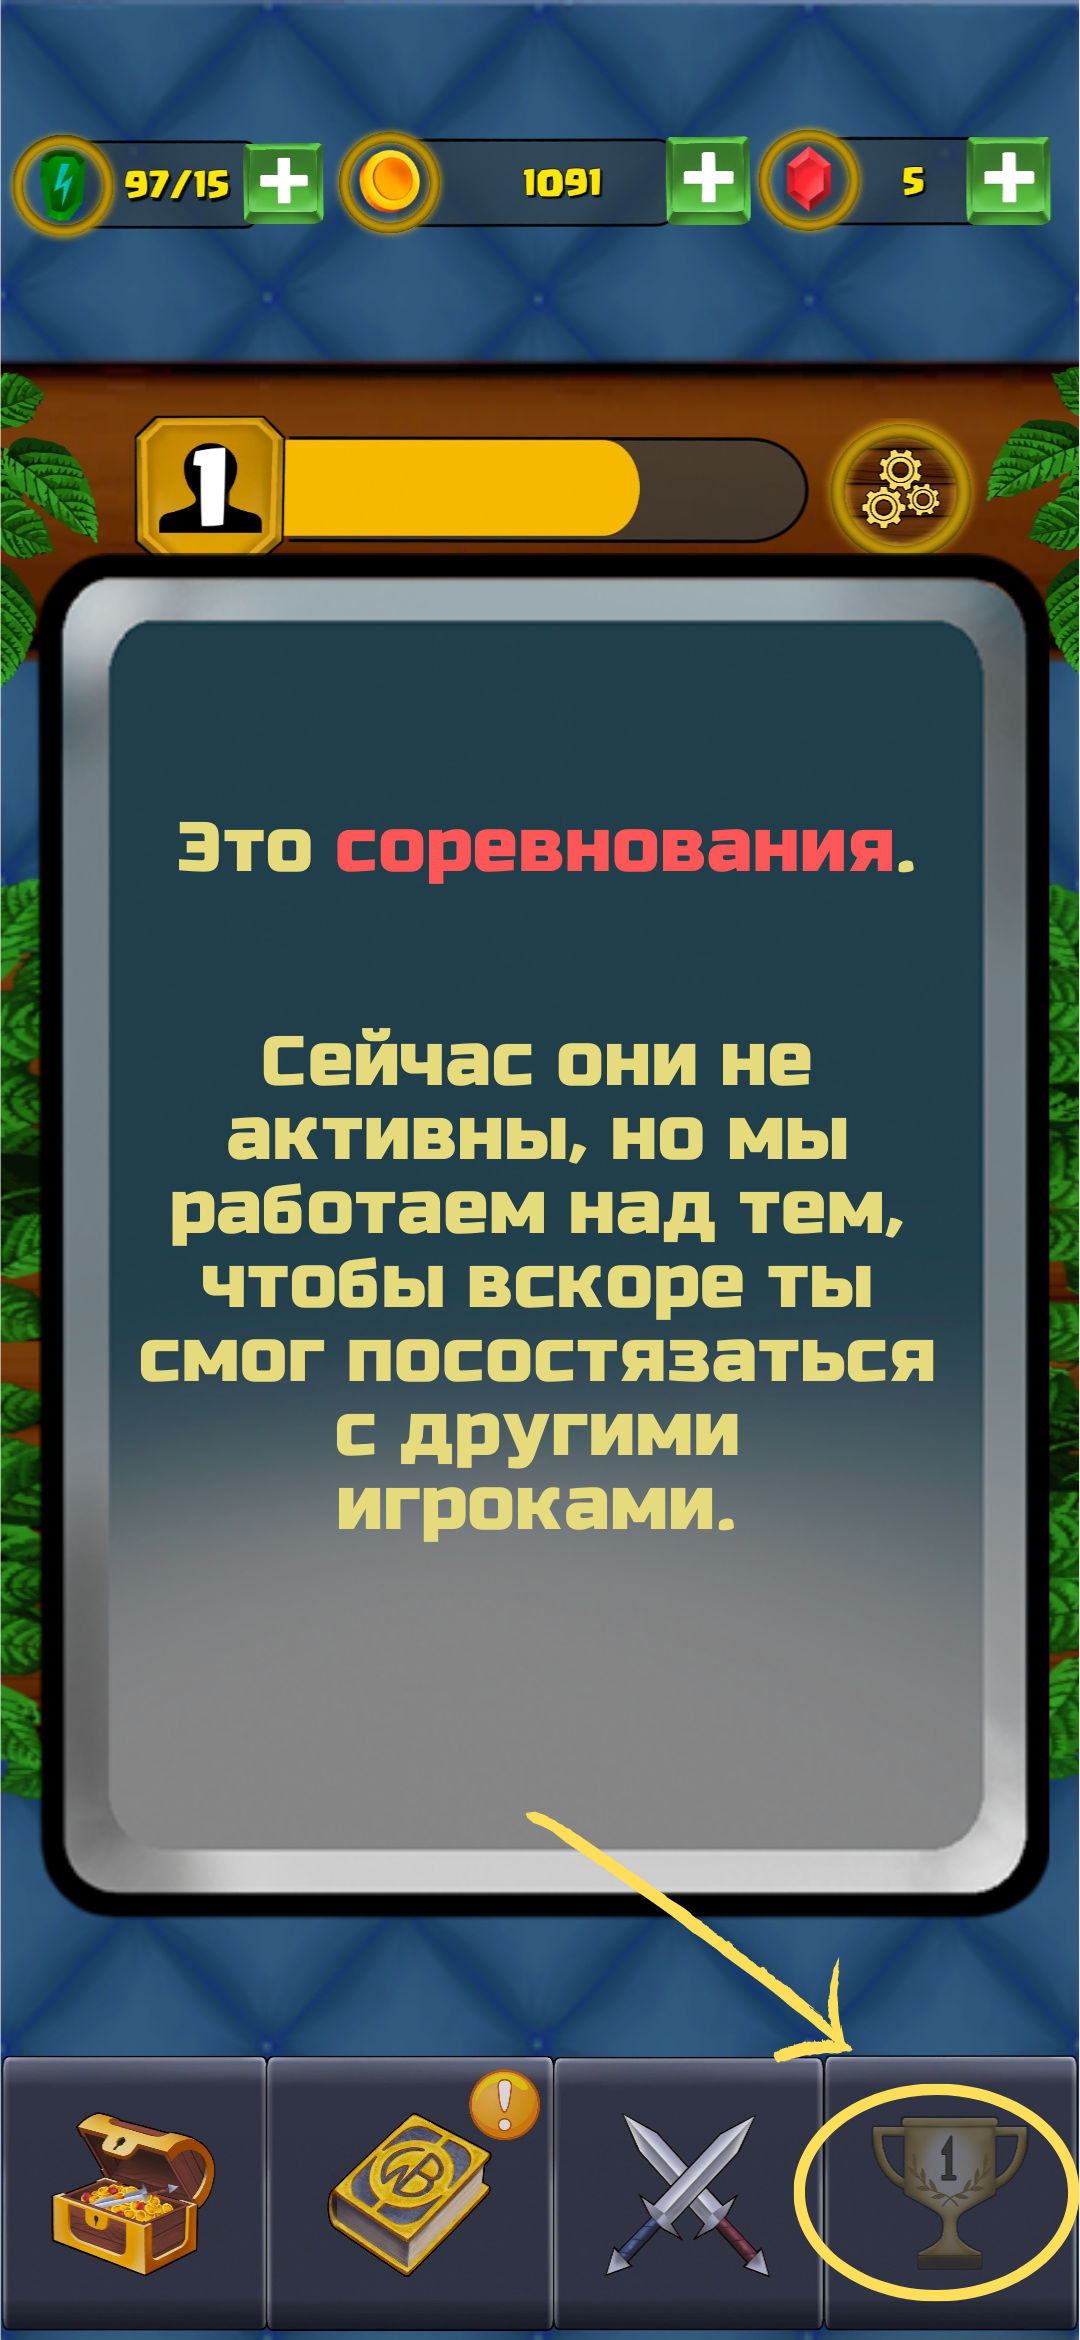 97/15
1091
5
1
Это соревнования.
Сейчас они не
активны, но мы
работаем над тем,
чтобы вскоре ты
смог посостязаться
с другими
игроками.
!
WB
1